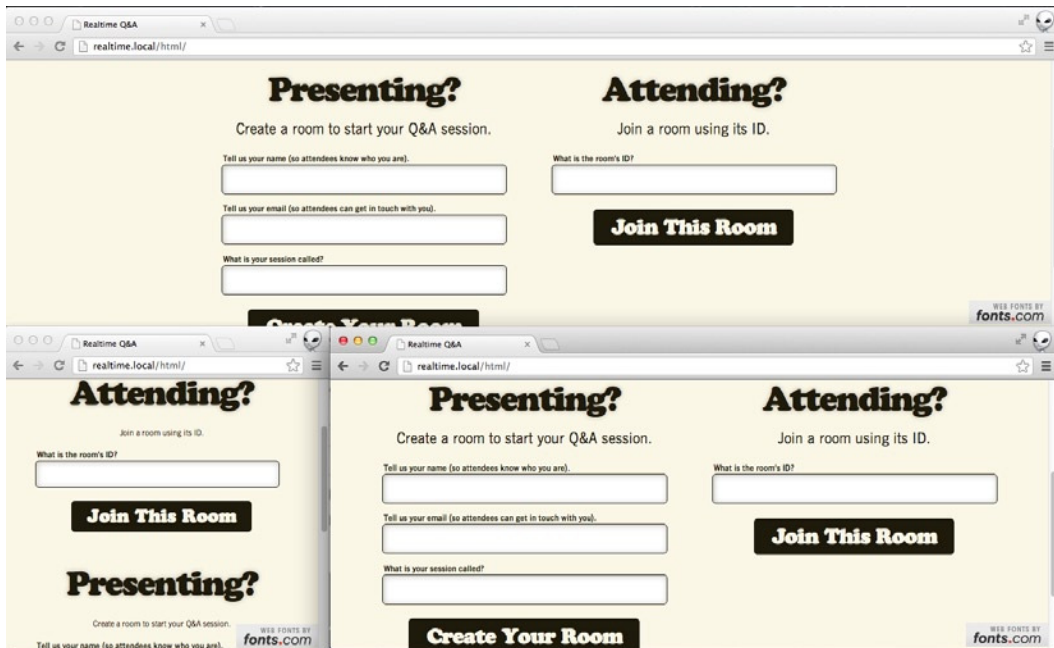 Realtime Q&A
realtime.local/html/
Presenting?
Create a room to start your Q&A session.
Tell us your name (so attendees know who you are).
Tell us your email (so attendees can get in touch with you).
What is your session called?
Create Your Room
Attending?
Join a room using its ID.
What is the room's ID?
Join This Room
WEB FONTS BY
fonts.com
Realtime Q&A
realtime.local/html/
Attending?
Join a room using its ID.
What is the room's ID?
Join This Room
Presenting?
Create a room to start your Q&A session.
Tell us your name (so attendees know who you are).
WEB FONTS BY
fonts.com
Realtime Q&A
realtime.local/html/
Presenting?
Create a room to start your Q&A session.
Tell us your name (so attendees know who you are).
Tell us your email (so attendees can get in touch with you).
What is your session called?
Create Your Room
Attending?
Join a room using its ID.
What is the room's ID?
Join This Room
WEB FONTS BY
fonts.com